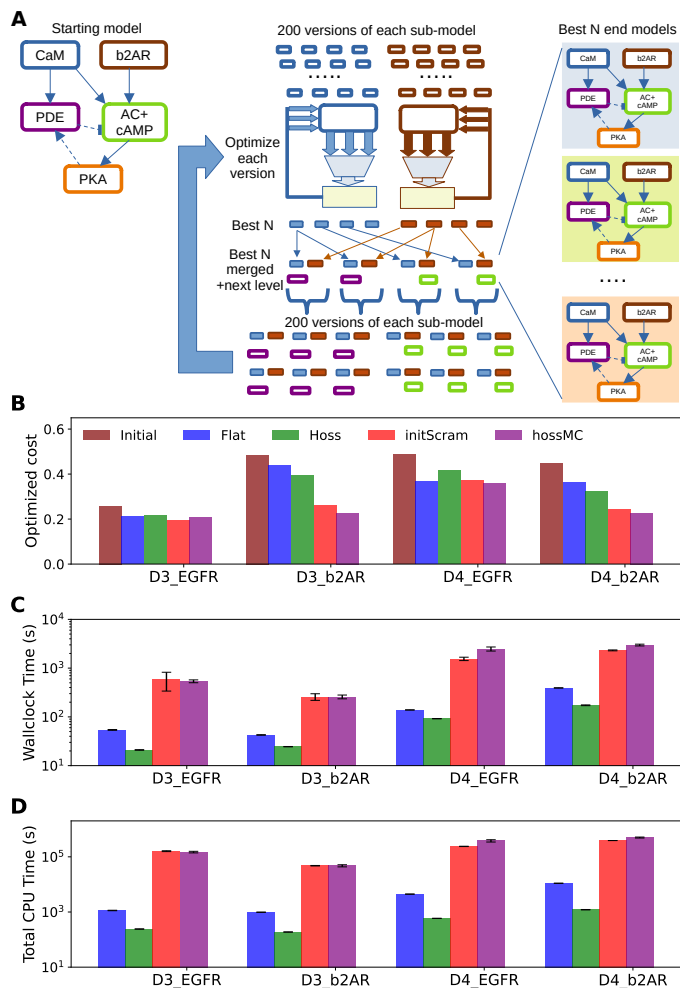 A
Starting model
CaM
b2AR
PDE
AC+
cAMP
PKA
200 versions of each sub-model
.....
Optimize
each
version
Best N
Best N
merged
+next level
200 versions of each sub-model
Best N end models
CaM
b2AR
PDE
AC+
cAMP
PKA
CaM
b2AR
PDE
AC+
cAMP
PKA
....
CaM
b2AR
PDE
AC+
cAMP
PKA
B
Optimized cost
0.6
0.4
0.2
0.0
Initial
Flat
Hoss
initScram
hossMC
D3_EGFR
D3_b2AR
D4_EGFR
D4_b2AR
C
Wallclock Time (s)
10^4
10^3
10^2
10^1
D3_EGFR
D3_b2AR
D4_EGFR
D4_b2AR
D
Total CPU Time (s)
10^5
10^3
10^1
D3_EGFR
D3_b2AR
D4_EGFR
D4_b2AR